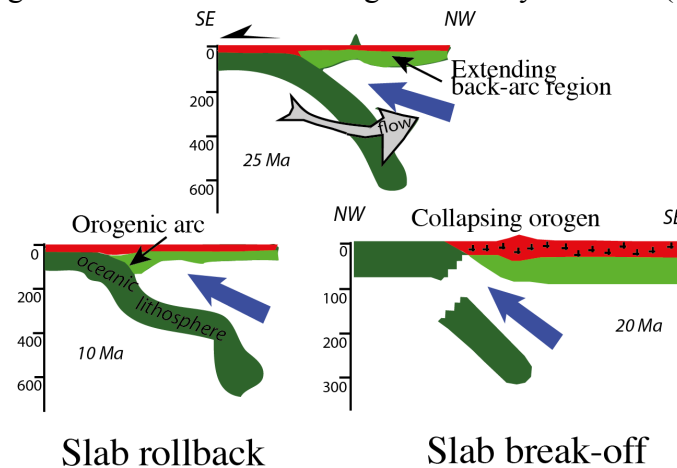 SE
NW
0
200
400
600
Extending
back-arc region
flow
25 Ma
Orogenic arc
0
200
400
600
oceanic
lithosphere
10 Ma
NW
Collapsing orogen
SE
0
100
200
300
20 Ma
Slab rollback
Slab break-off